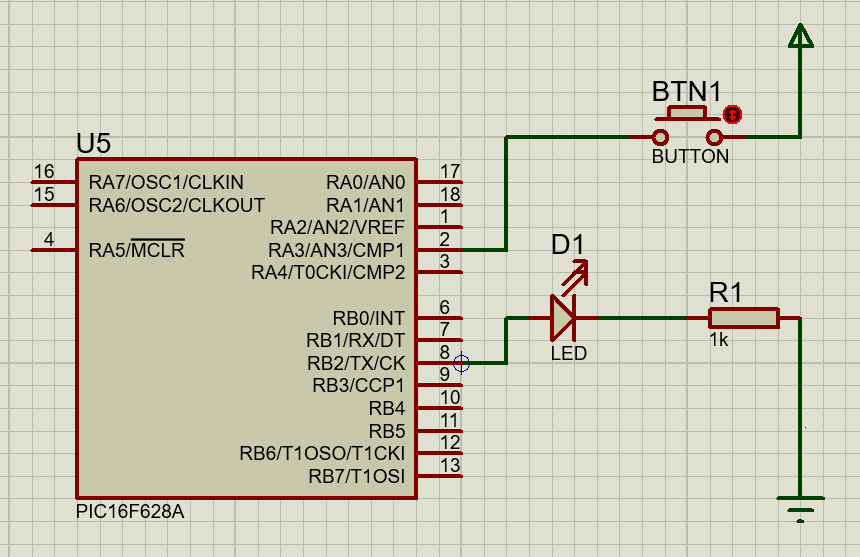 BTN1
BUTTON
U5
16 RA7/OSC1/CLKIN RA0/AN0 17
15 RA6/OSC2/CLKOUT RA1/AN1 18
RA2/AN2/VREF 1
4 RA5/MCLR RA3/AN3/CMP1 2
RA4/T0CKI/CMP2 3
RB0/INT 6
RB1/RX/DT 7
RB2/TX/CK 8
RB3/CCP1 9
RB4 10
RB5 11
RB6/T1OSO/T1CKI 12
RB7/T1OSI 13
PIC16F628A
D1
LED
R1
1k